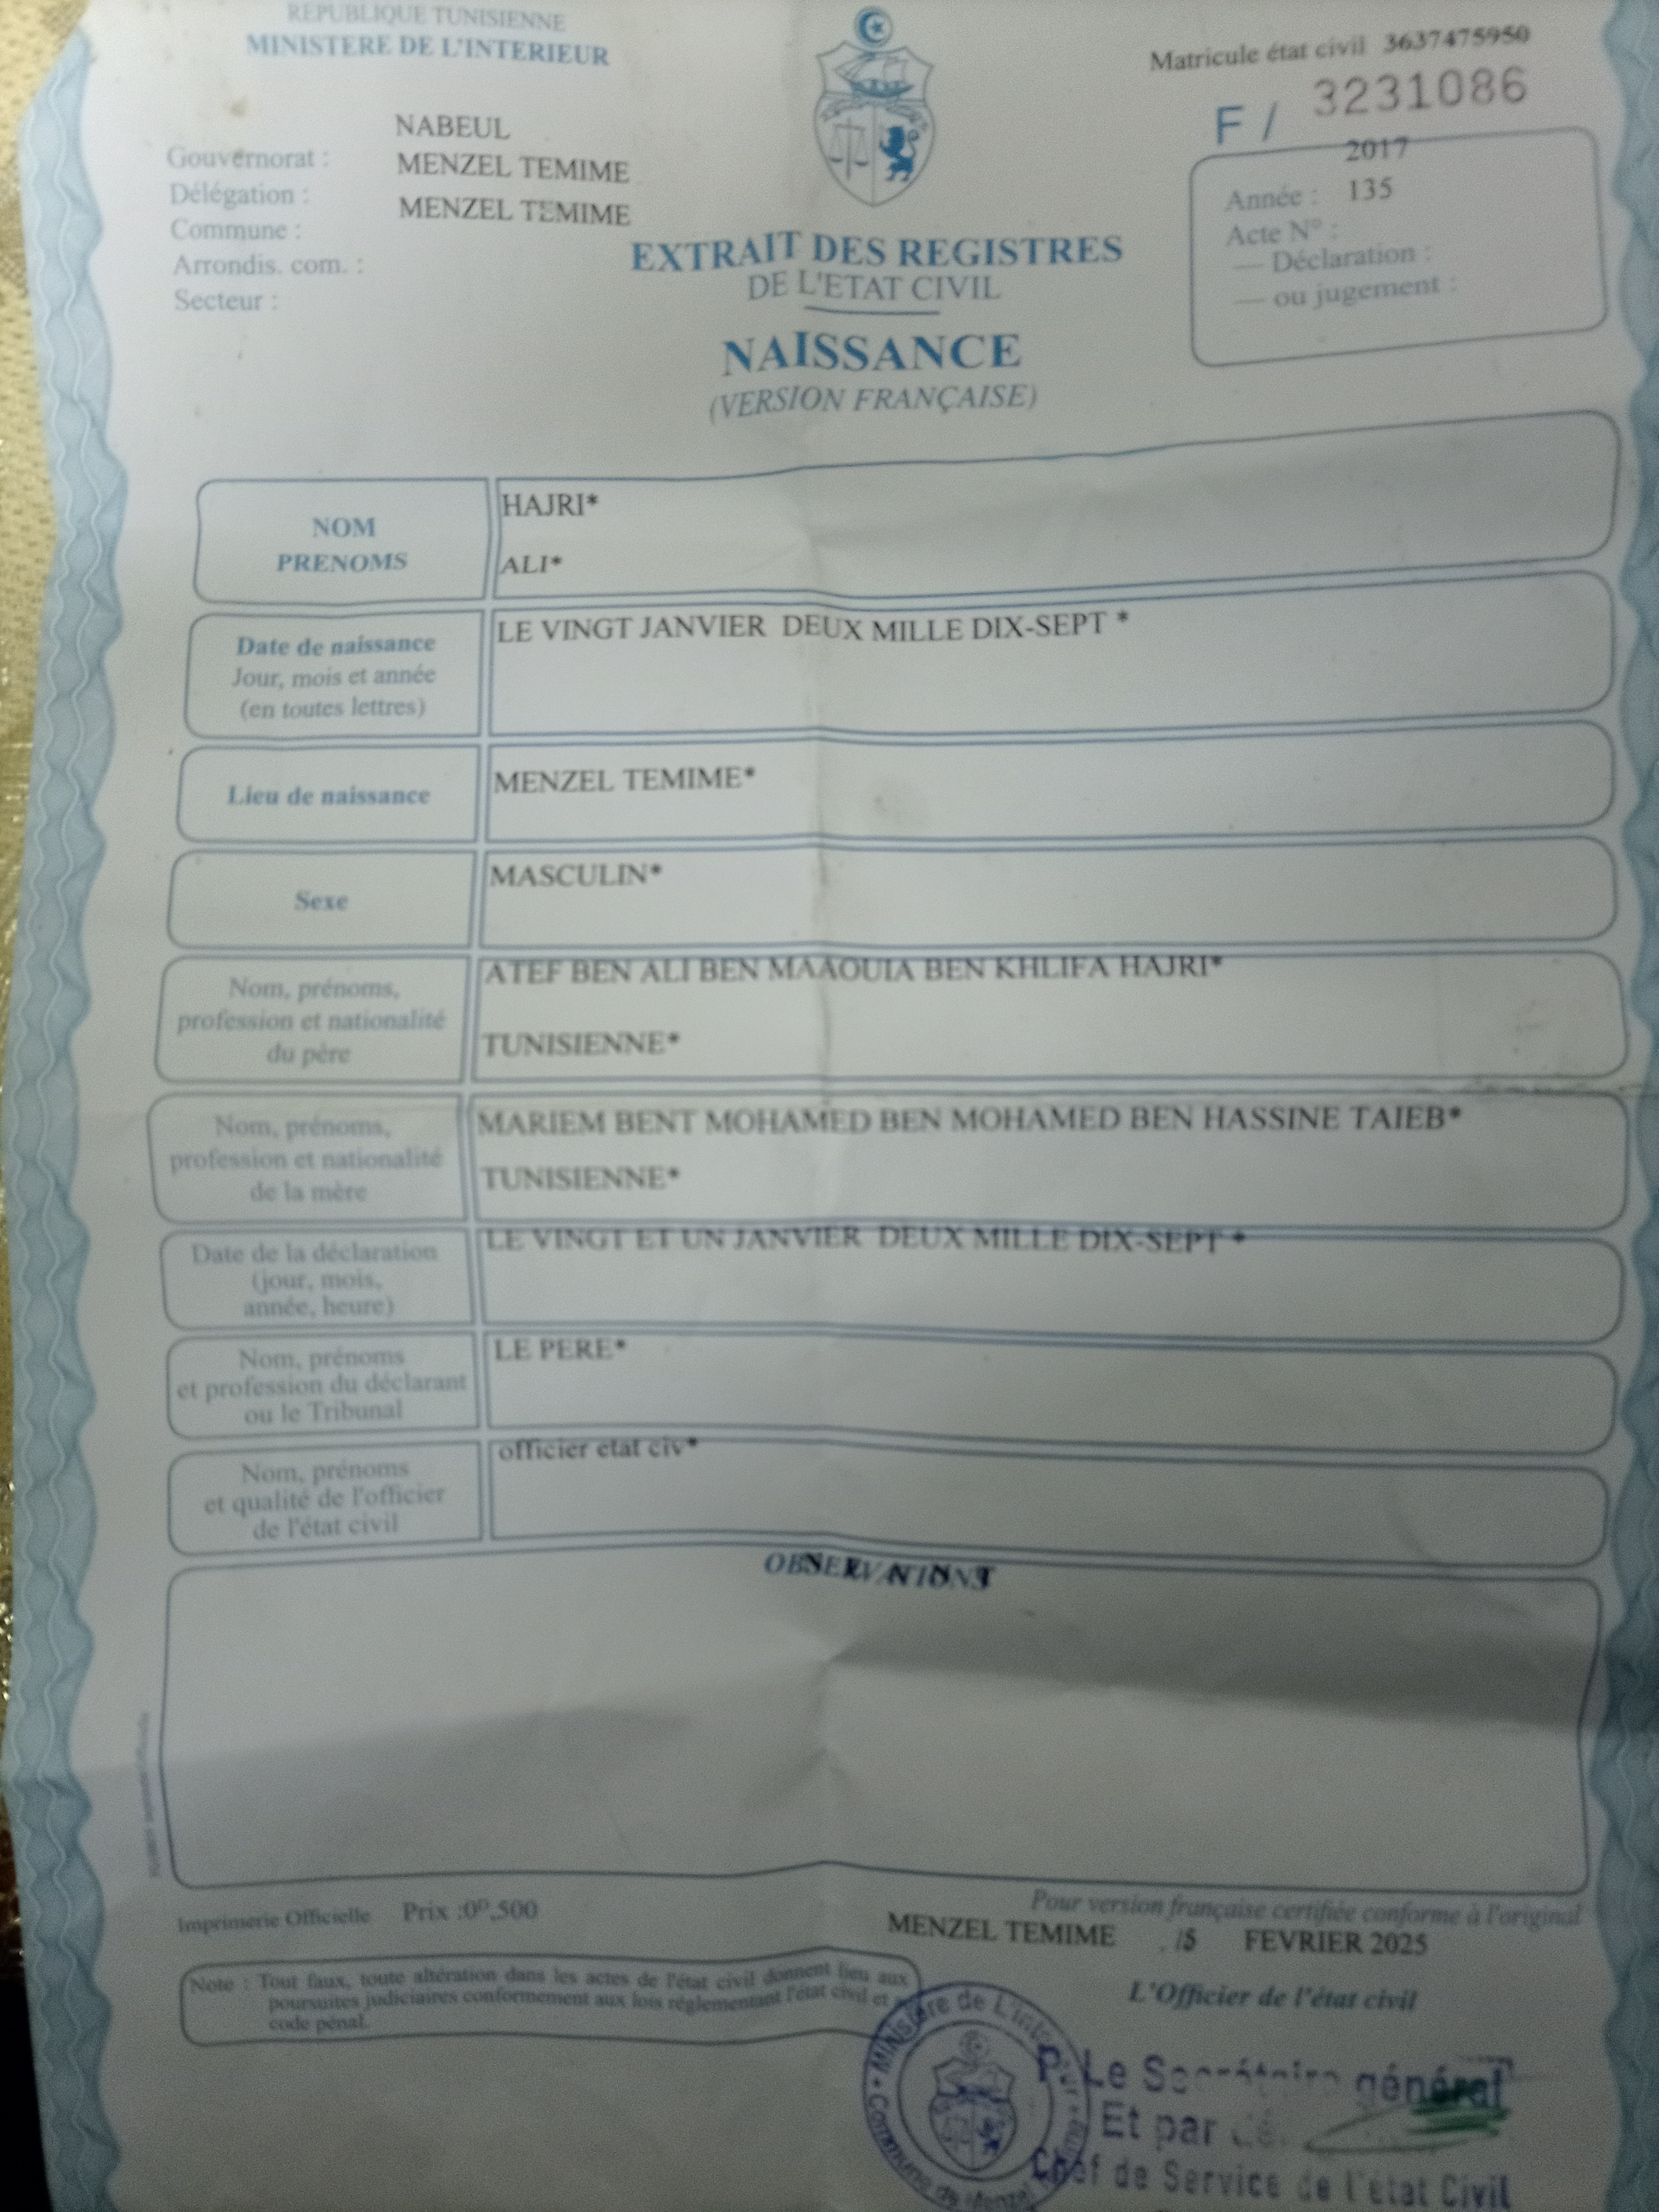 REPUBLIQUE TUNISIENNE
MINISTERE DE L'INTERIEUR
Matricule état civil 3637475950
F / 3231086
NABEUL
Gouvernorat :
MENZEL TEMIME
Délégation :
MENZEL TEMIME
Commune :
Arrondis. com. :
Secteur :
2017
Année :
135
Acte N° :
— Déclaration :
— ou jugement :
EXTRAIT DES REGISTRES
DE L'ETAT CIVIL
NAISSANCE
(VERSION FRANÇAISE)
NOM
PRENOMS
HAJRI*
ALI*
Date de naissance
Jour, mois et année
(en toutes lettres)
LE VINGT JANVIER DEUX MILLE DIX-SEPT *
Lieu de naissance
MENZEL TEMIME*
Sexe
MASCULIN*
Nom, prénoms,
profession et nationalité
du père
ATEF BEN ALI BEN MAAOUIA BEN KHLIFA HAJRI*
TUNISIENNE*
Nom, prénoms,
profession et nationalité
de la mère
MARIEM BENT MOHAMED BEN MOHAMED BEN HASSINE TAIEB*
TUNISIENNE*
Date de la déclaration
(jour, mois,
année, heure)
LE VINGT ET UN JANVIER DEUX MILLE DIX-SEPT *
Nom, prénoms
et profession du déclarant
ou le Tribunal
LE PERE*
Nom, prénoms
et qualité de l'officier
de l'état civil
officier etat civ*
OBSERVATIONS
Imprimerie Officielle Prix :0ᴰ,500
Pour version française certifiée conforme à l'original
MENZEL TEMIME /5 FEVRIER 2025
L'Officier de l'état civil
Note : Tout faux, toute altération dans les actes de l'état civil donnent lieu aux
poursuites judiciaires conformement aux lois réglementant l'état civil et
code pénal.
Ministère de L'intérieur
Commune de Menzel
P. Le Secrétaire général
Et par
Chef de Service de l'état Civil